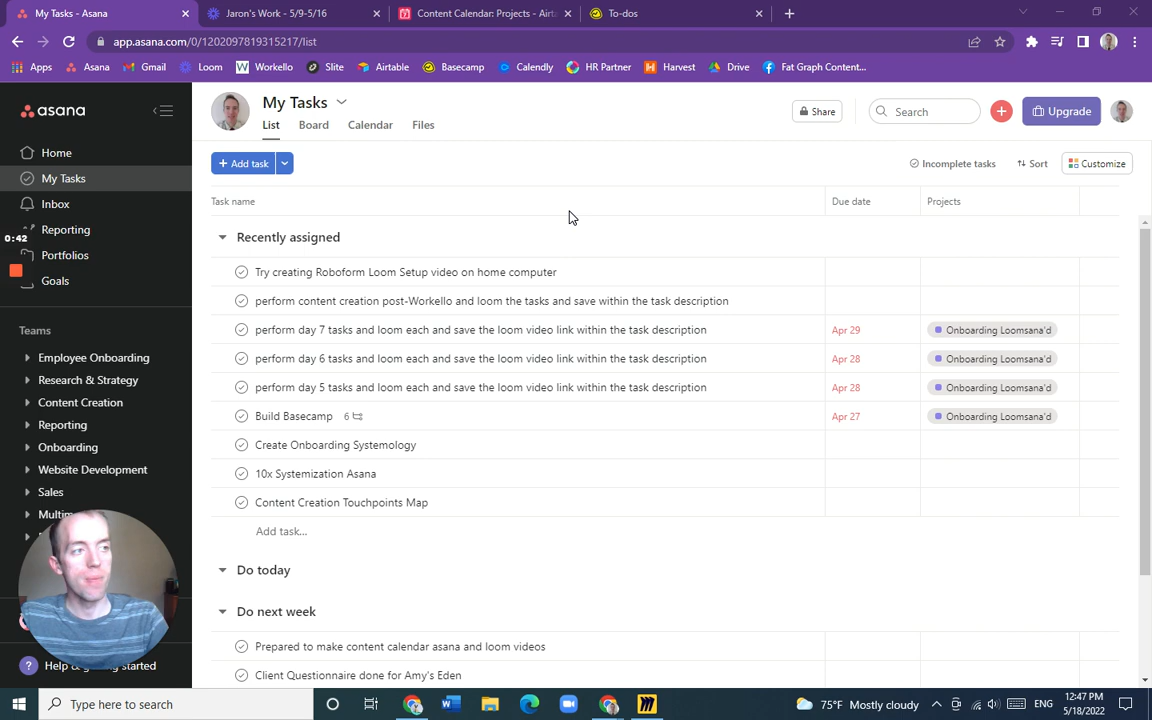 My Tasks - Asana
Jaron's Work - 5/9-5/16
Content Calendar: Projects - Airta
To-dos
app.asana.com/0/1202097819315217/list
Apps
Asana
Gmail
Loom
Workello
Slite
Airtable
Basecamp
Calendly
HR Partner
Harvest
Drive
Fat Graph Content...
asana
My Tasks
Share
Search
Upgrade
List
Board
Calendar
Files
Home
My Tasks
Inbox
Reporting
0:42
Portfolios
Goals
Teams
Employee Onboarding
Research & Strategy
Content Creation
Reporting
Onboarding
Website Development
Sales
Help & getting started
Add task
Incomplete tasks
Sort
Customize
Task name
Due date
Projects
Recently assigned
Try creating Roboform Loom Setup video on home computer
perform content creation post-Workello and loom the tasks and save within the task description
perform day 7 tasks and loom each and save the loom video link within the task description
Apr 29
Onboarding Loomsana'd
perform day 6 tasks and loom each and save the loom video link within the task description
Apr 28
Onboarding Loomsana'd
perform day 5 tasks and loom each and save the loom video link within the task description
Apr 28
Onboarding Loomsana'd
Build Basecamp 6
Apr 27
Onboarding Loomsana'd
Create Onboarding Systemology
10x Systemization Asana
Content Creation Touchpoints Map
Add task...
Do today
Do next week
Prepared to make content calendar asana and loom videos
Client Questionnaire done for Amy's Eden
Type here to search
75°F Mostly cloudy
ENG
12:47 PM
5/18/2022